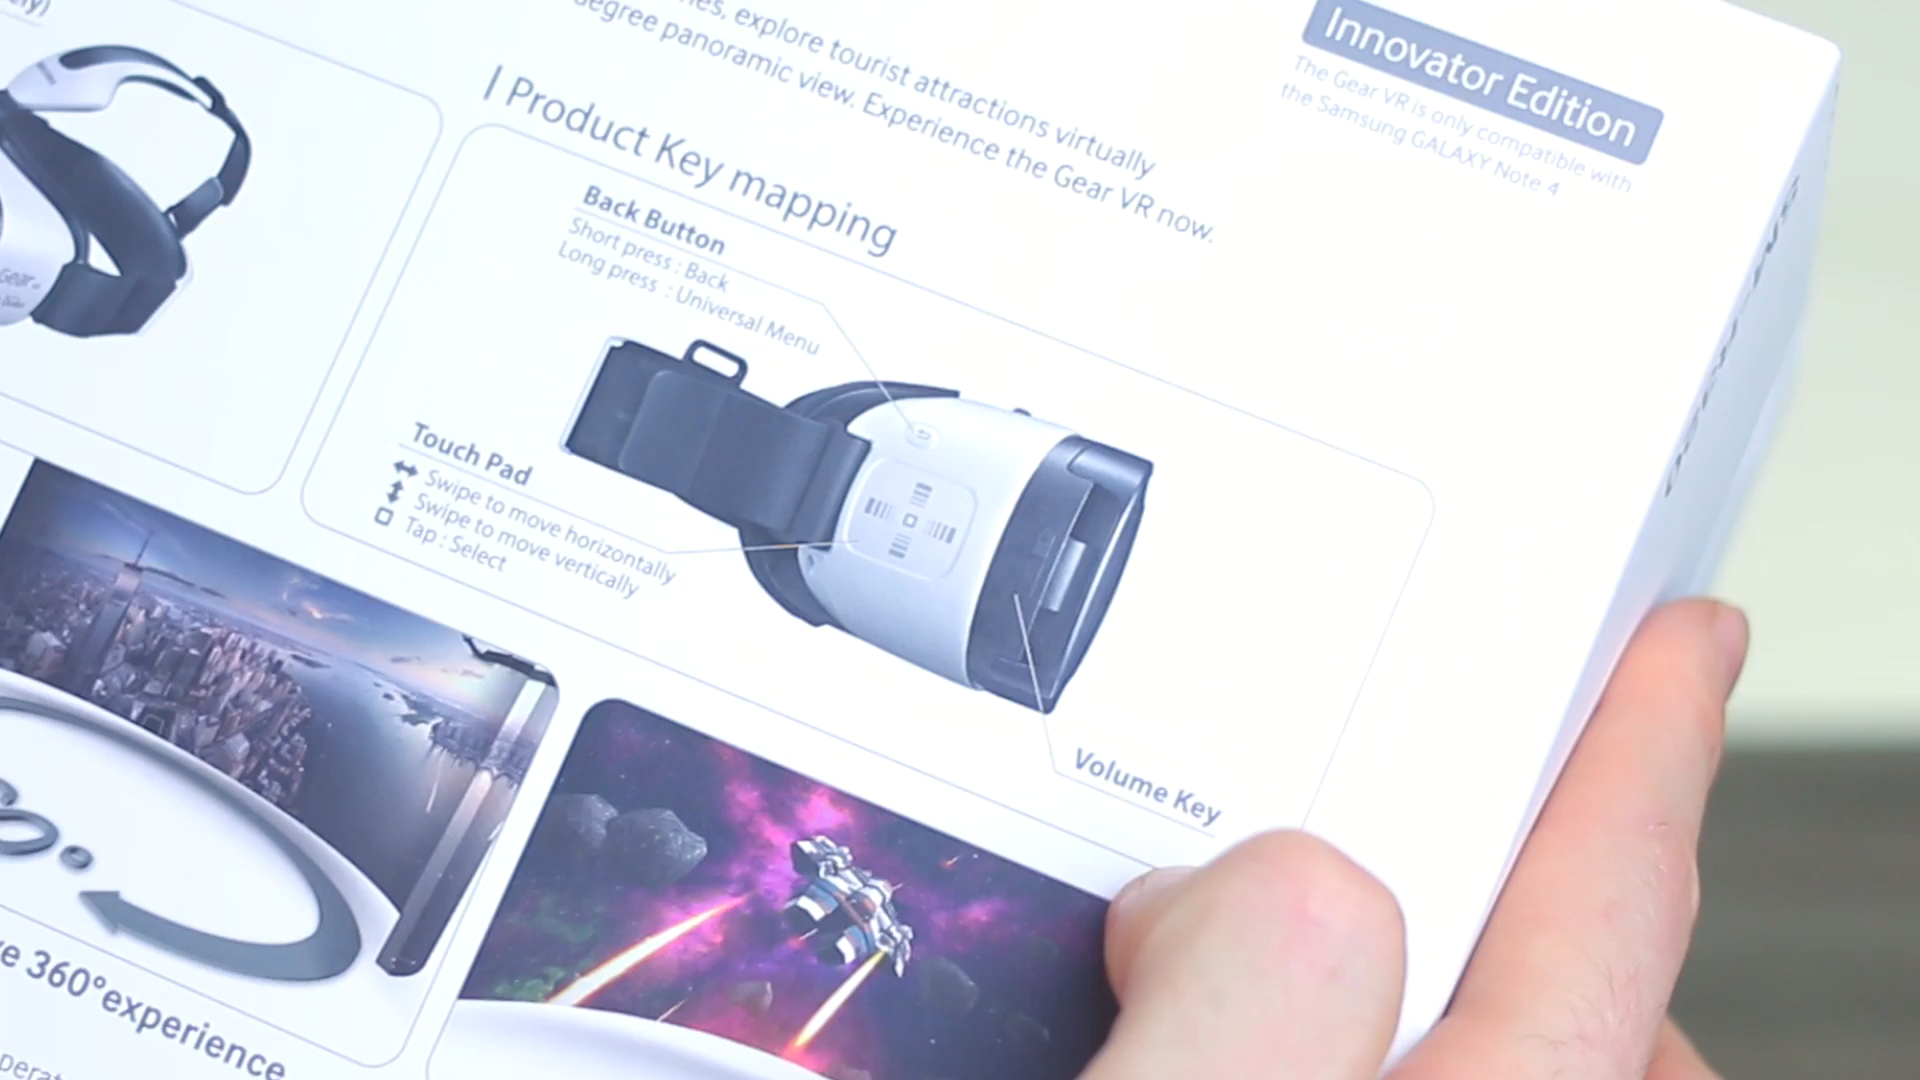 explore tourist attractions virtually
degree panoramic view. Experience the Gear VR now.
Innovator Edition
The Gear VR is only compatible with
the Samsung GALAXY Note 4
| Product Key mapping
Back Button
Short press : Back
Long press : Universal Menu
Touch Pad
Swipe to move horizontally
Swipe to move vertically
Tap : Select
Volume Key
Gear
360°experience